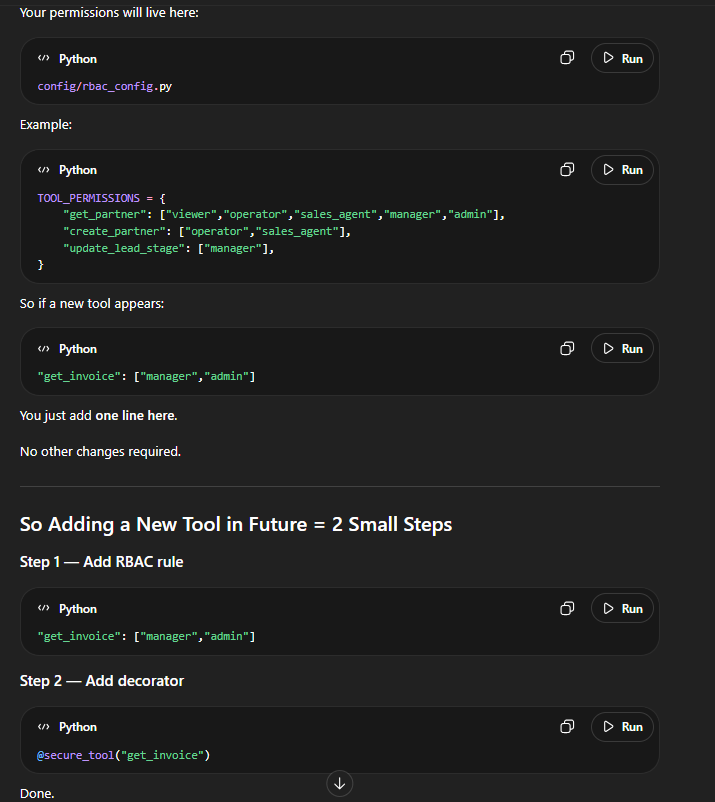 Your permissions will live here:
Python
Run
config/rbac_config.py
Example:
Python
Run
TOOL_PERMISSIONS = {
    "get_partner": ["viewer","operator","sales_agent","manager","admin"],
    "create_partner": ["operator","sales_agent"],
    "update_lead_stage": ["manager"],
}
So if a new tool appears:
Python
Run
"get_invoice": ["manager","admin"]
You just add one line here.
No other changes required.
So Adding a New Tool in Future = 2 Small Steps
Step 1 — Add RBAC rule
Python
Run
"get_invoice": ["manager","admin"]
Step 2 — Add decorator
Python
Run
@secure_tool("get_invoice")
Done.